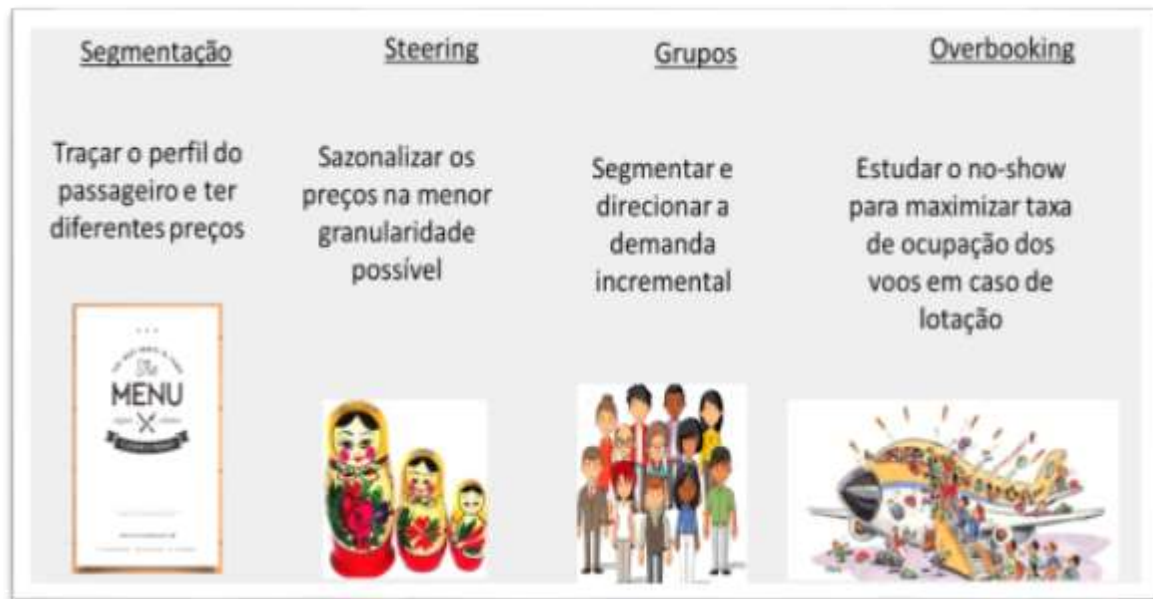 Segmentação
Traçar o perfil do
passageiro e ter
diferentes preços
The
MENU
Steering
Sazonalizar os
preços na menor
granularidade
possível
Grupos
Segmentar e
direcionar a
demanda
incremental
Overbooking
Estudar o no-show
para maximizar taxa
de ocupação dos
voos em caso de
lotação